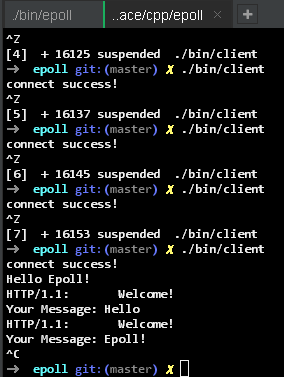 ./bin/epoll
..ace/cpp/epoll
^Z
[4]  + 16125 suspended  ./bin/client
➜  epoll git:(master) ✗ ./bin/client
connect success!
^Z
[5]  + 16137 suspended  ./bin/client
➜  epoll git:(master) ✗ ./bin/client
connect success!
^Z
[6]  + 16145 suspended  ./bin/client
➜  epoll git:(master) ✗ ./bin/client
connect success!
^Z
[7]  + 16153 suspended  ./bin/client
➜  epoll git:(master) ✗ ./bin/client
connect success!
Hello Epoll!
HTTP/1.1:       Welcome!
Your Message: Hello
HTTP/1.1:       Welcome!
Your Message: Epoll!
^C
➜  epoll git:(master) ✗